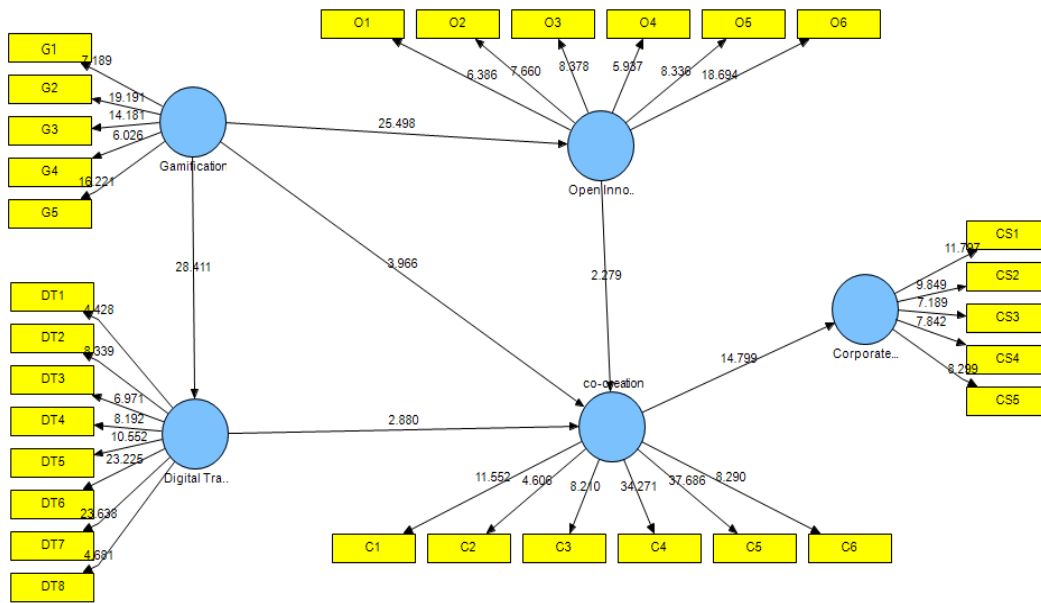 O1 O2 O3 O4 O5 O6
G1
7.189
G2
19.191
G3
14.181
G4
6.026
G5
16.221
6.386 7.660 8.378 5.937 8.336 18.694
Gamification
25.498
Open Inno..
28.411
3.966
2.279
CS1
11.797
CS2
9.849
CS3
7.189
CS4
7.842
CS5
8.299
Corporate...
14.799
DT1
4.428
DT2
8.339
DT3
6.971
DT4
8.192
DT5
10.552
DT6
23.225
DT7
23.638
DT8
4.681
Digital Tra..
2.880
co-creation
11.552 4.606 8.210 34.271 37.686 8.290
C1 C2 C3 C4 C5 C6